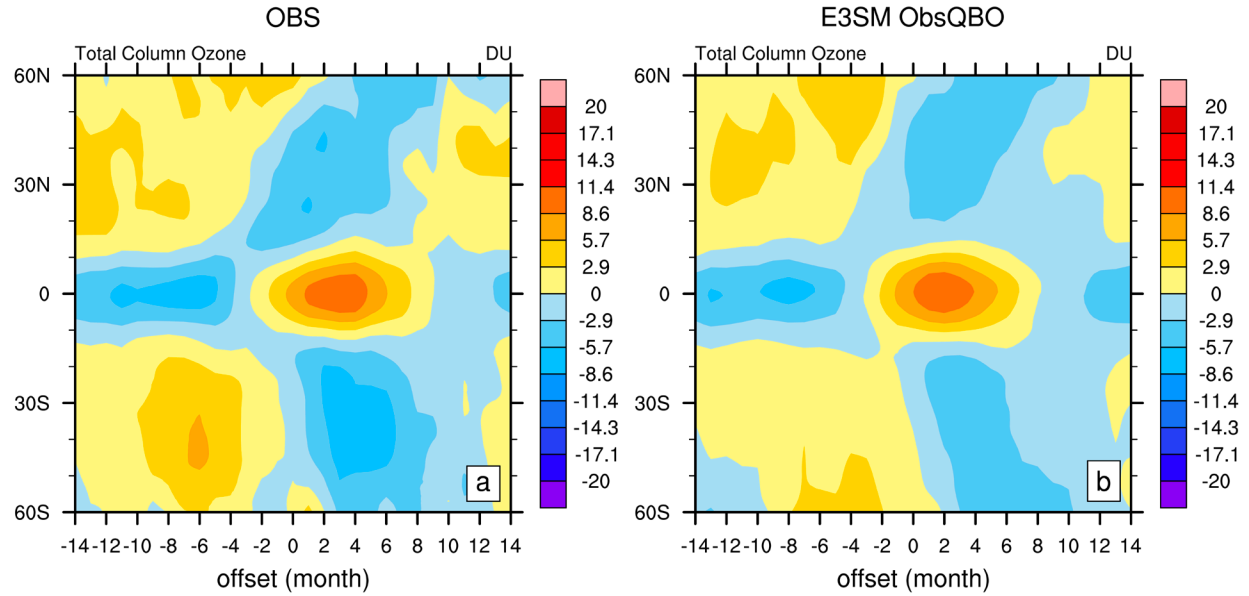 OBS
E3SM ObsQBO
Total Column Ozone DU
Total Column Ozone DU
60N
30N
0
30S
60S
-14 -12 -10 -8 -6 -4 -2 0 2 4 6 8 10 12 14
offset (month)
a
20
17.1
14.3
11.4
8.6
5.7
2.9
0
-2.9
-5.7
-8.6
-11.4
-14.3
-17.1
-20
60N
30N
0
30S
60S
-14 -12 -10 -8 -6 -4 -2 0 2 4 6 8 10 12 14
offset (month)
b
20
17.1
14.3
11.4
8.6
5.7
2.9
0
-2.9
-5.7
-8.6
-11.4
-14.3
-17.1
-20